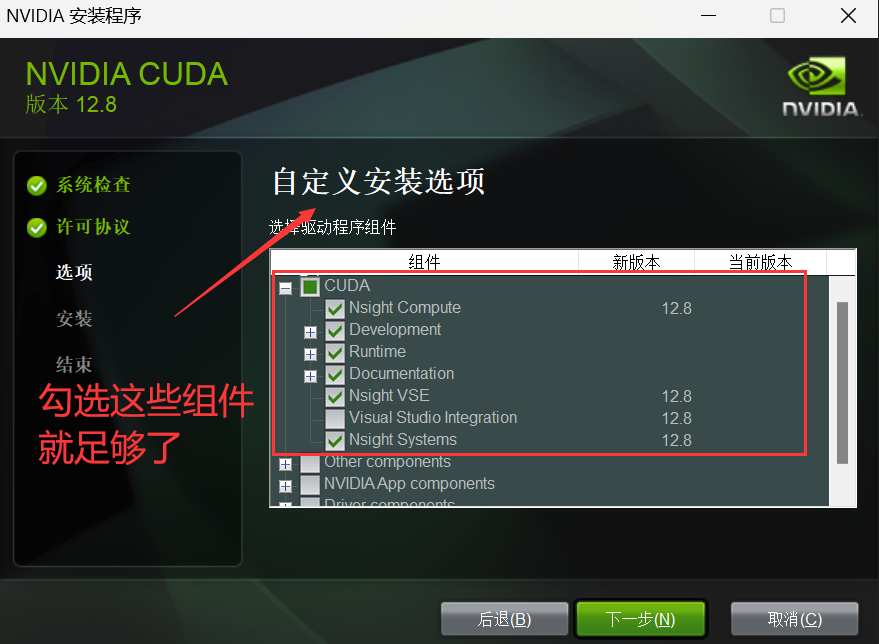 NVIDIA 安装程序
NVIDIA CUDA
版本 12.8
NVIDIA.
系统检查
许可协议
选项
安装
结束
勾选这些组件
就足够了
自定义安装选项
选择驱动程序组件
组件 新版本 当前版本
CUDA
Nsight Compute 12.8
Development
Runtime
Documentation
Nsight VSE 12.8
Visual Studio Integration 12.8
Nsight Systems 12.8
Other components
NVIDIA App components
Driver components
后退(B) 下一步(N) 取消(C)